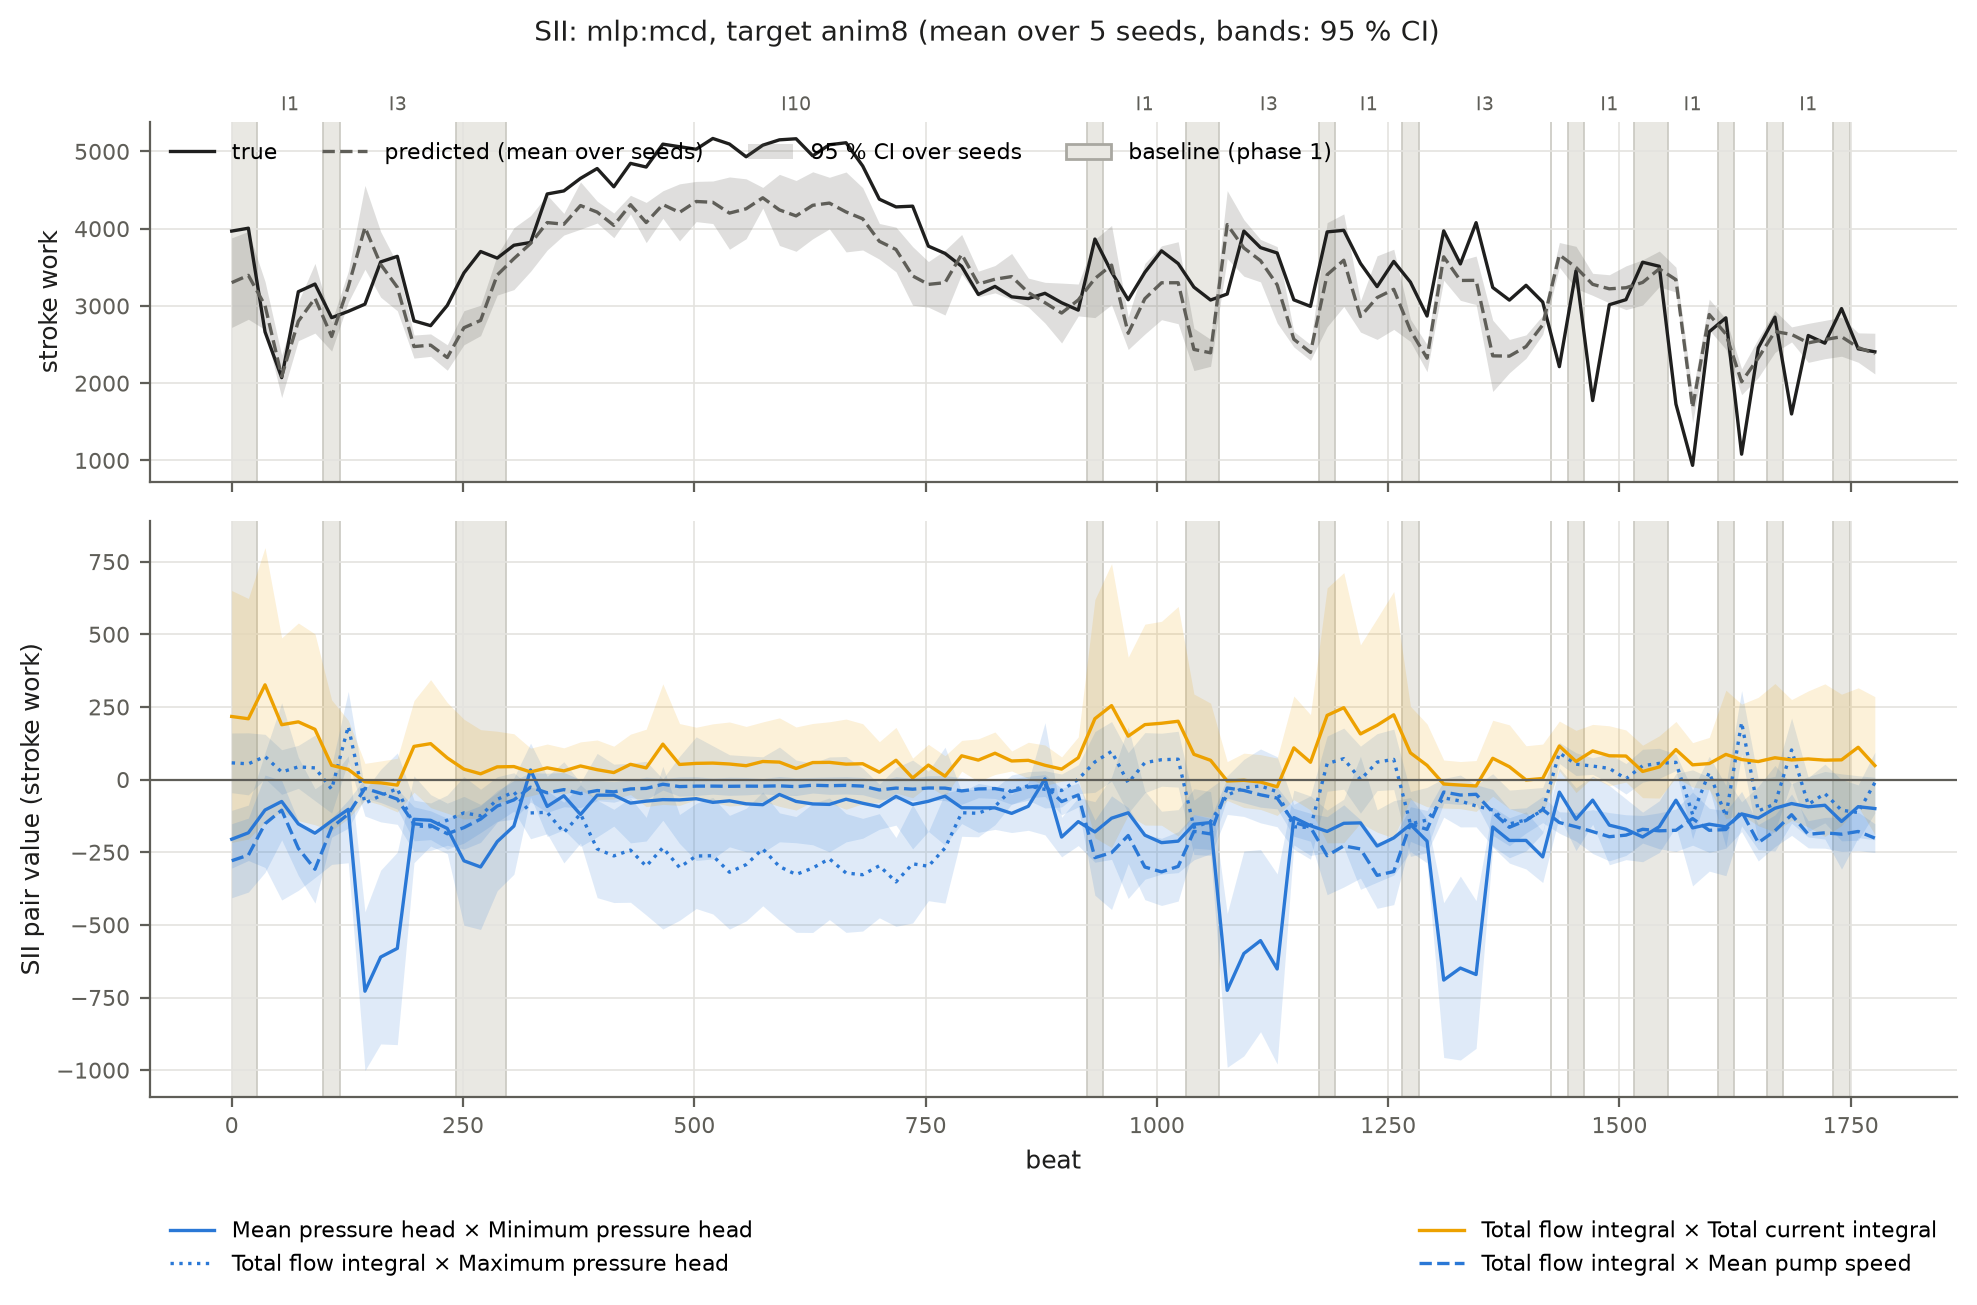 SII: mlp:mcd, target anim8 (mean over 5 seeds, bands: 95 % CI)
I1 I3 I10 I1 I3 I1 I3 I1 I1 I1
true predicted (mean over seeds) 95 % CI over seeds baseline (phase 1)
stroke work
5000
4000
3000
2000
1000
SII pair value (stroke work)
750
500
250
0
−250
−500
−750
−1000
0 250 500 750 1000 1250 1500 1750
beat
Mean pressure head × Minimum pressure head
Total flow integral × Maximum pressure head
Total flow integral × Total current integral
Total flow integral × Mean pump speed